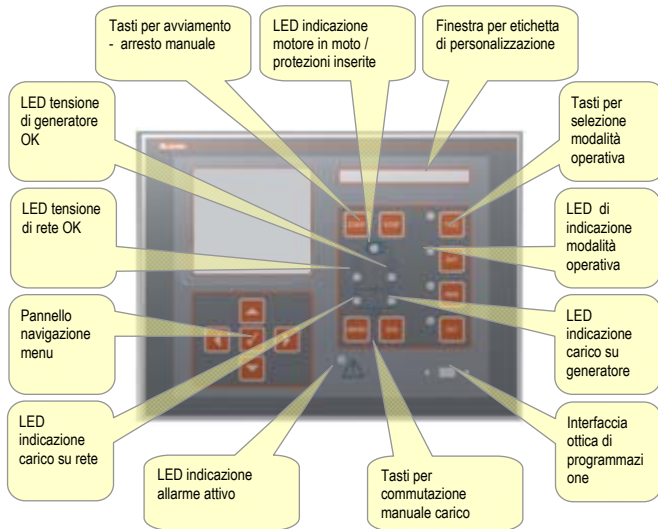 Tasti per avviamento
- arresto manuale
LED indicazione
motore in moto /
protezioni inserite
Finestra per etichetta
di personalizzazione
LED tensione
di generatore
OK
Tasti per
selezione
modalità
operativa
LED tensione
di rete OK
LED di
indicazione
modalità
operativa
Pannello
navigazione
menu
LED
indicazione
carico su
generatore
LED
indicazione
carico su rete
LED indicazione
allarme attivo
Tasti per
commutazione
manuale carico
Interfaccia
ottica di
programmazi
one
START
STOP